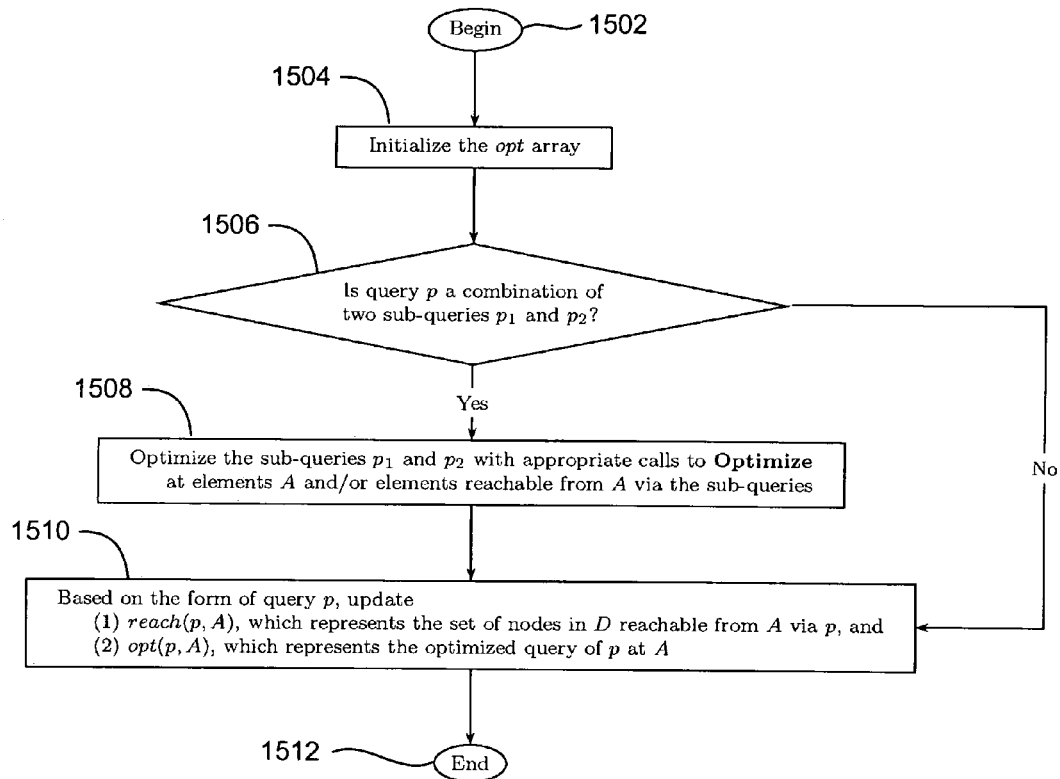 Begin
1502
1504
Initialize the opt array
1506
Is query p a combination of
two sub-queries p₁ and p₂?
1508
Yes
Optimize the sub-queries p₁ and p₂ with appropriate calls to Optimize
at elements A and/or elements reachable from A via the sub-queries
No
1510
Based on the form of query p, update
(1) reach(p, A), which represents the set of nodes in D reachable from A via p, and
(2) opt(p, A), which represents the optimized query of p at A
1512
End